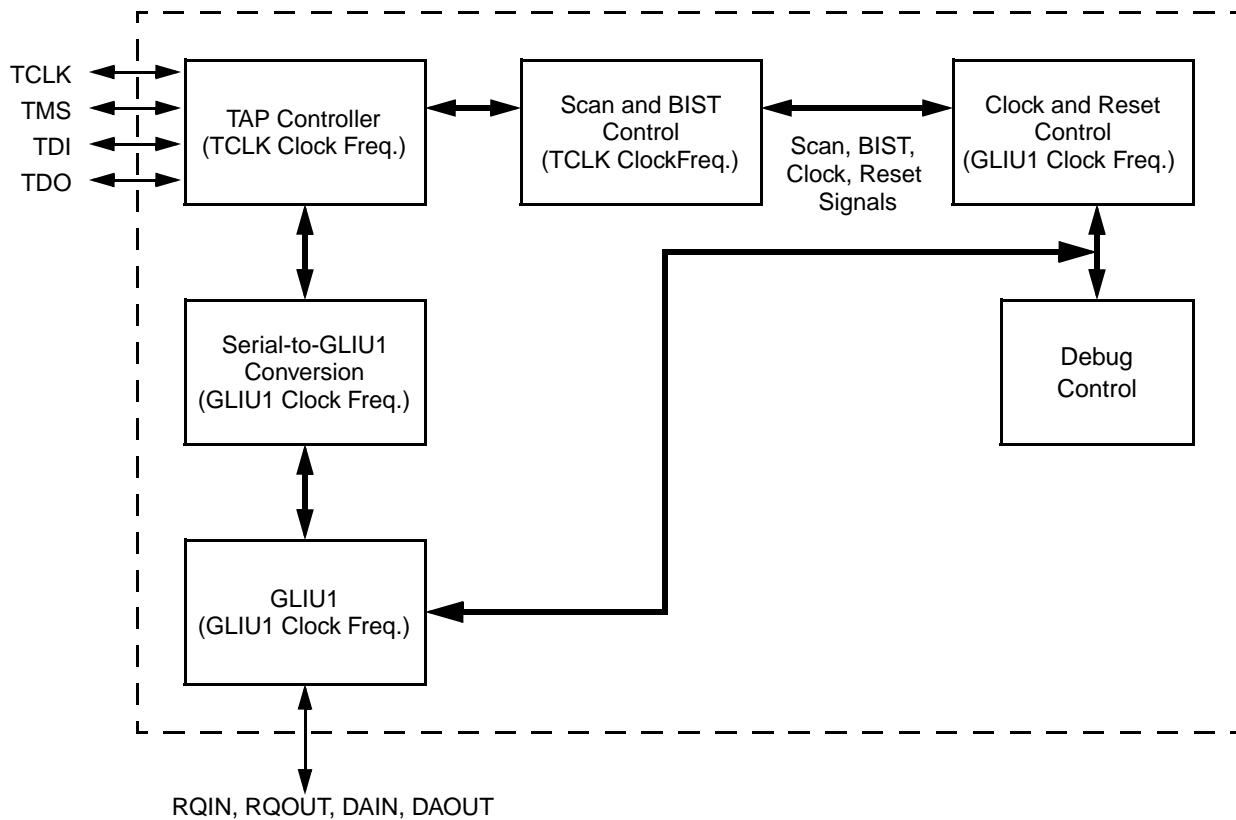 TCLK
TMS
TDI
TDO
TAP Controller
(TCLK Clock Freq.)
Scan and BIST
Control
(TCLK ClockFreq.)
Scan, BIST,
Clock, Reset
Signals
Clock and Reset
Control
(GLIU1 Clock Freq.)
Serial-to-GLIU1
Conversion
(GLIU1 Clock Freq.)
Debug
Control
GLIU1
(GLIU1 Clock Freq.)
RQIN, RQOUT, DAIN, DAOUT